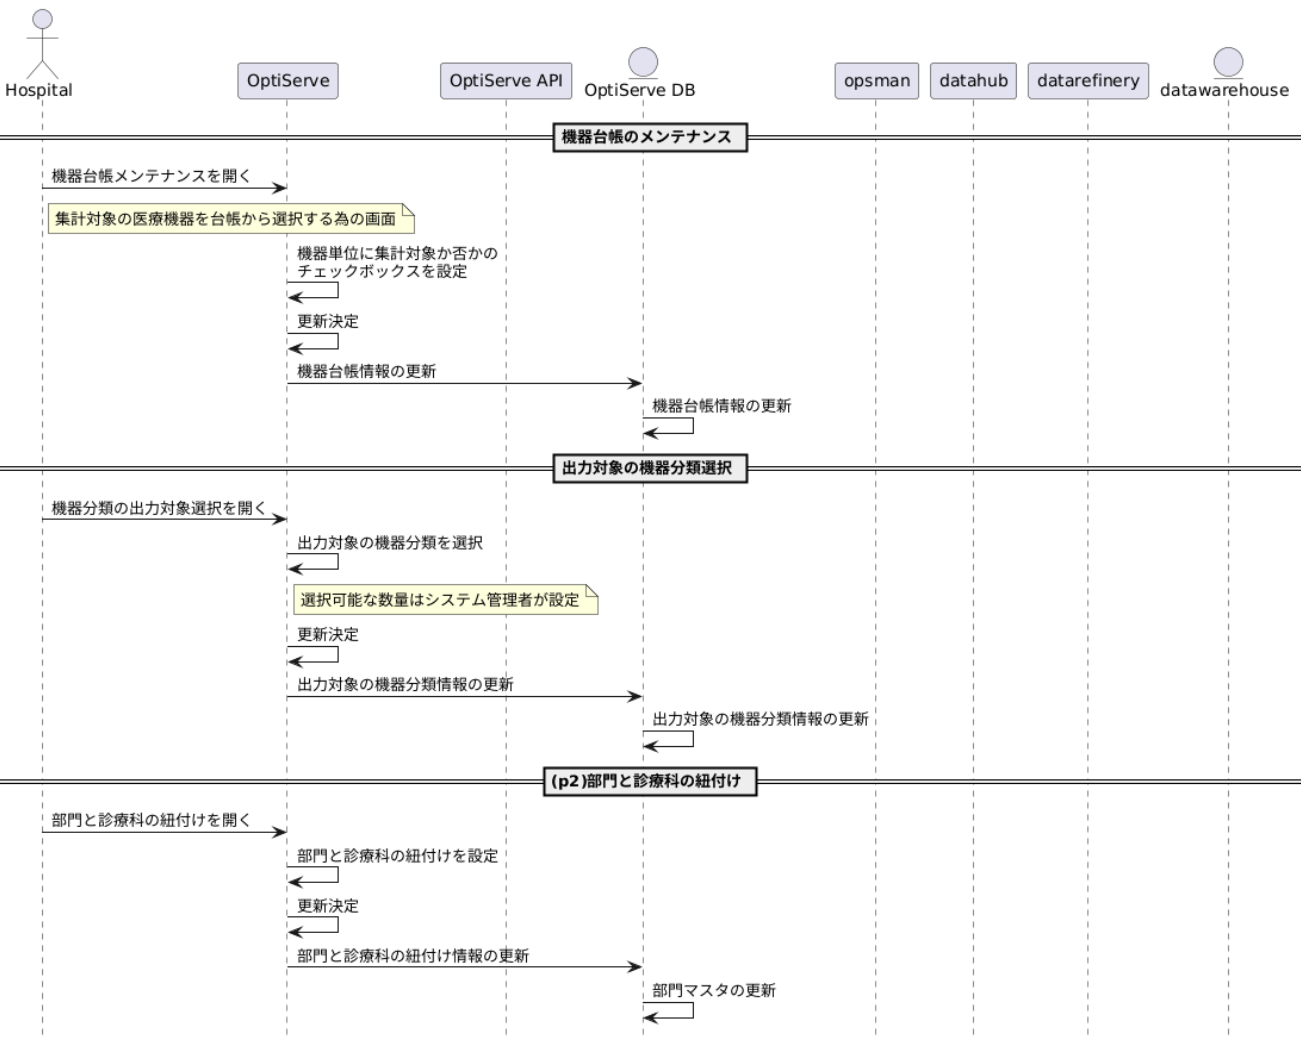 Hospital
OptiServe
OptiServe API
OptiServe DB
opsman
datahub
datarefinery
datawarehouse
機器台帳のメンテナンス
機器台帳メンテナンスを開く
集計対象の医療機器を台帳から選択する為の画面
機器単位に集計対象か否かの
チェックボックスを設定
更新決定
機器台帳情報の更新
機器台帳情報の更新
出力対象の機器分類選択
機器分類の出力対象選択を開く
出力対象の機器分類を選択
選択可能な数量はシステム管理者が設定
更新決定
出力対象の機器分類情報の更新
出力対象の機器分類情報の更新
(p2)部門と診療科の紐付け
部門と診療科の紐付けを開く
部門と診療科の紐付けを設定
更新決定
部門と診療科の紐付け情報の更新
部門マスタの更新